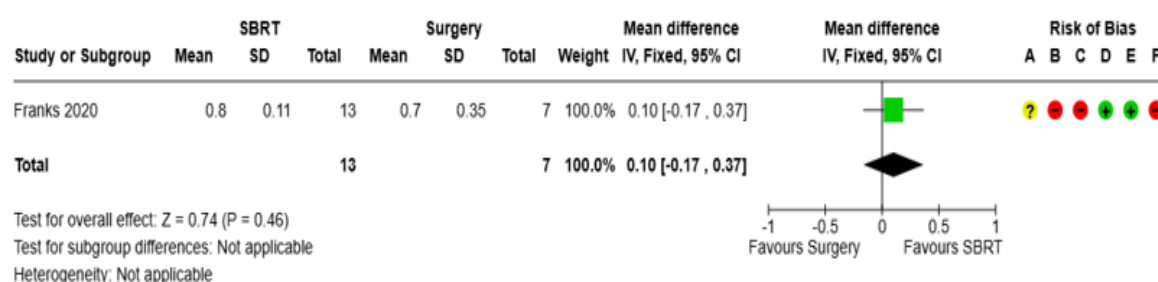 SBRT Surgery Mean difference Mean difference Risk of Bias
Study or Subgroup Mean SD Total Mean SD Total Weight IV, Fixed, 95% CI IV, Fixed, 95% CI A B C D E F
Franks 2020 0.8 0.11 13 0.7 0.35 7 100.0% 0.10 [-0.17 , 0.37] ? - - + + -
Total 13 7 100.0% 0.10 [-0.17 , 0.37]
Test for overall effect: Z = 0.74 (P = 0.46)
-1 -0.5 0 0.5 1
Test for subgroup differences: Not applicable Favours Surgery Favours SBRT
Heterogeneity: Not applicable